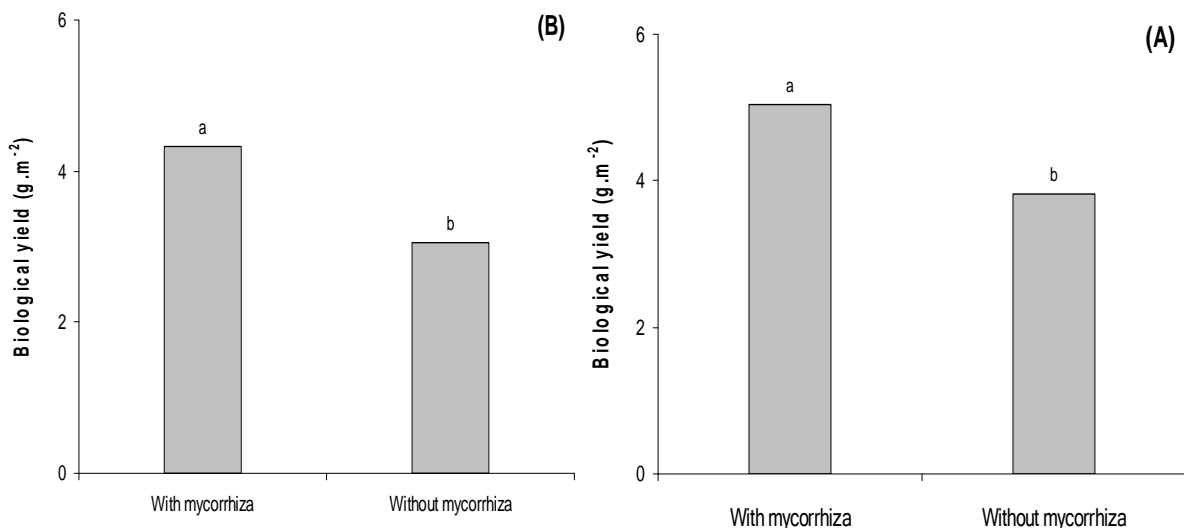 (B)
Biological yield (g.m⁻²)
6
4
2
0
a
b
With mycorrhiza
Without mycorrhiza
(A)
Biological yield (g.m⁻²)
6
4
2
0
a
b
With mycorrhiza
Without mycorrhiza